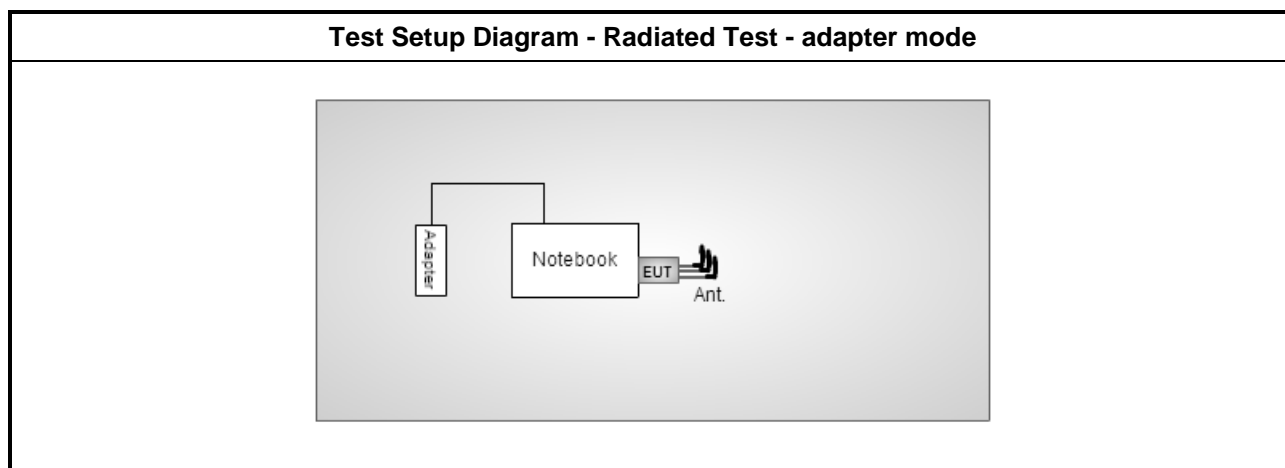 Test Setup Diagram - Radiated Test - adapter mode
Adapter
Notebook
EUT
Ant.